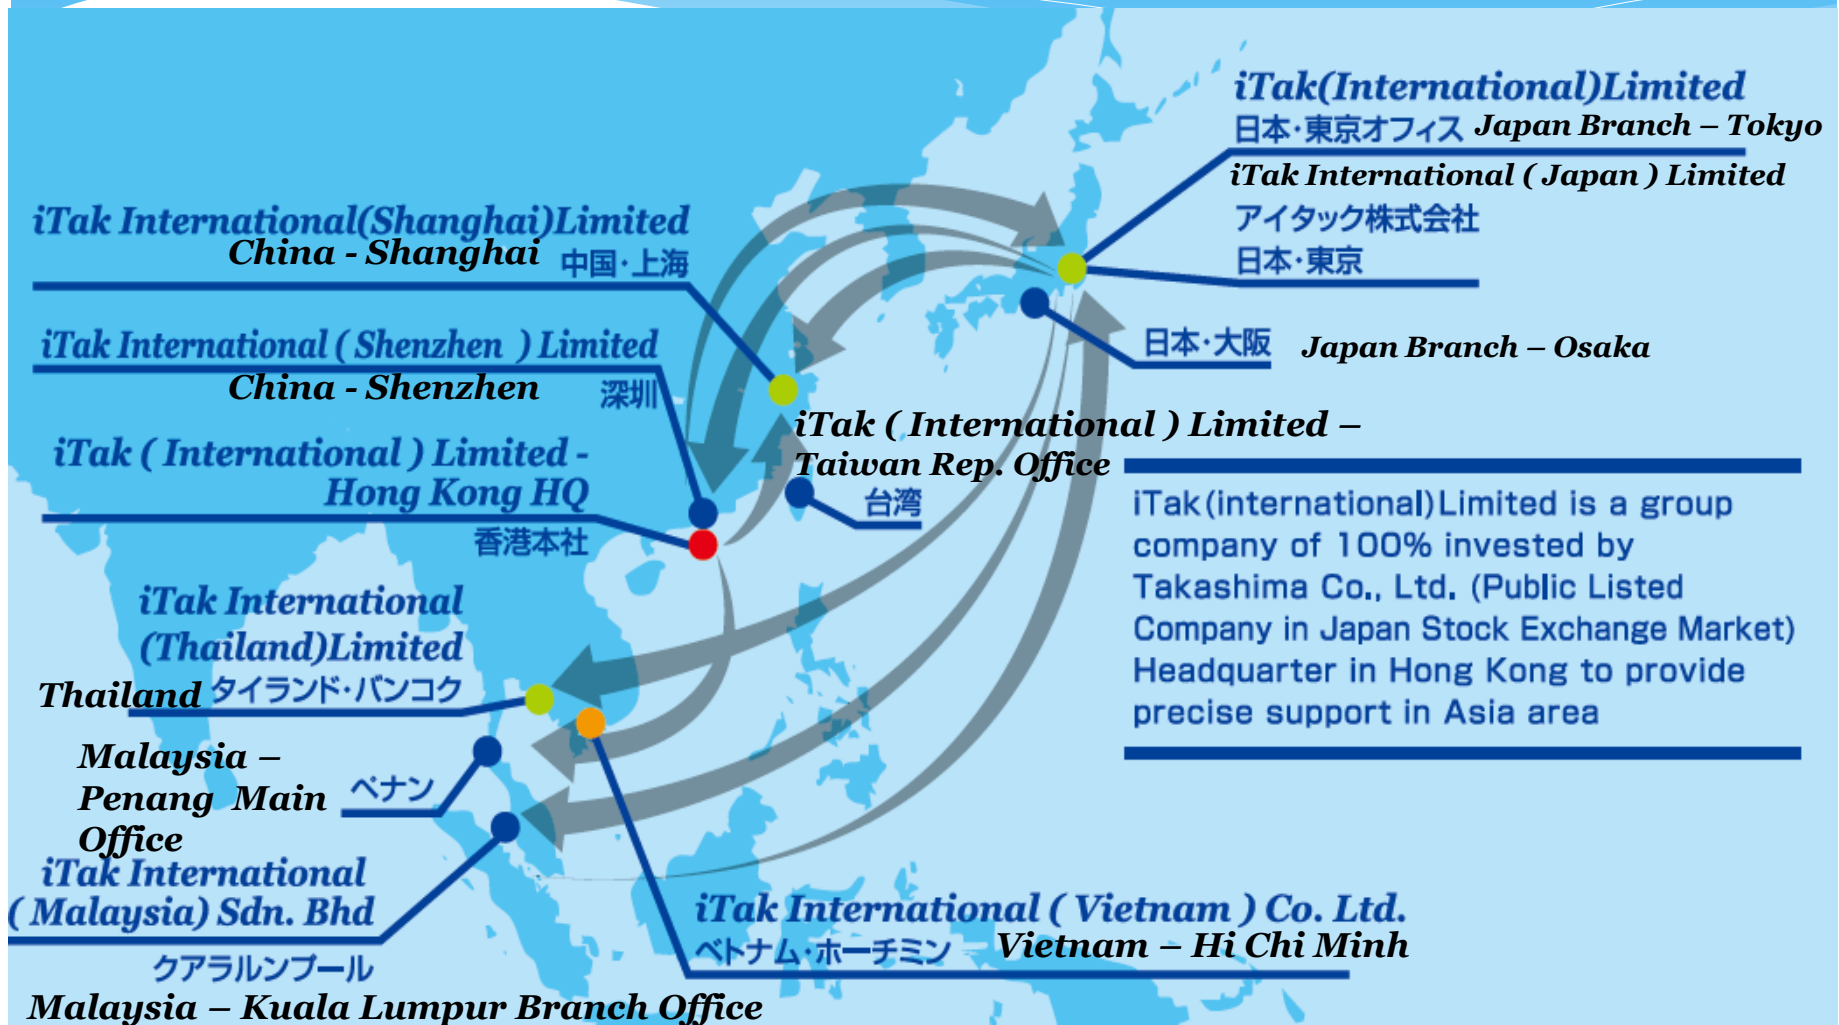 iTak(International)Limited
日本・東京オフィス Japan Branch – Tokyo
iTak International ( Japan ) Limited
アイタック株式会社
日本・東京
日本・大阪 Japan Branch – Osaka
iTak International(Shanghai)Limited
China - Shanghai 中国・上海
iTak International ( Shenzhen ) Limited
China - Shenzhen 深圳
iTak ( International ) Limited -
Hong Kong HQ
香港本社
iTak ( International ) Limited –
Taiwan Rep. Office
台湾
iTak(international)Limited is a group
company of 100% invested by
Takashima Co., Ltd. (Public Listed
Company in Japan Stock Exchange Market)
Headquarter in Hong Kong to provide
precise support in Asia area
iTak International
(Thailand)Limited
Thailand タイランド・バンコク
Malaysia –
Penang Main
Office
ペナン
iTak International
( Malaysia) Sdn. Bhd
クアラルンプール
Malaysia – Kuala Lumpur Branch Office
iTak International ( Vietnam ) Co. Ltd.
ベトナム・ホーチミン Vietnam – Hi Chi Minh